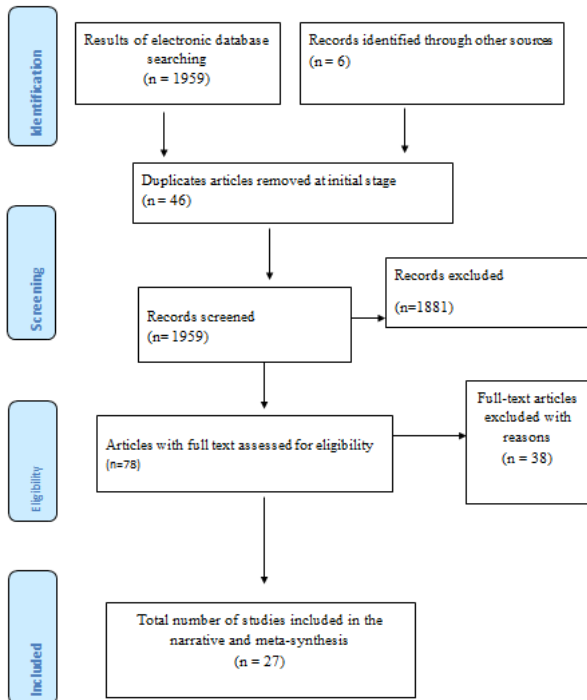 Identification
Results of electronic database
searching
(n = 1959)
Records identified through other sources
(n = 6)
Duplicates articles removed at initial stage
(n = 46)
Screening
Records screened
(n= 1959)
Records excluded
(n=1881)
Eligibility
Articles with full text assessed for eligibility
(n=78)
Full-text articles
excluded with
reasons
(n = 38)
Included
Total number of studies included in the
narrative and meta-synthesis
(n = 27)